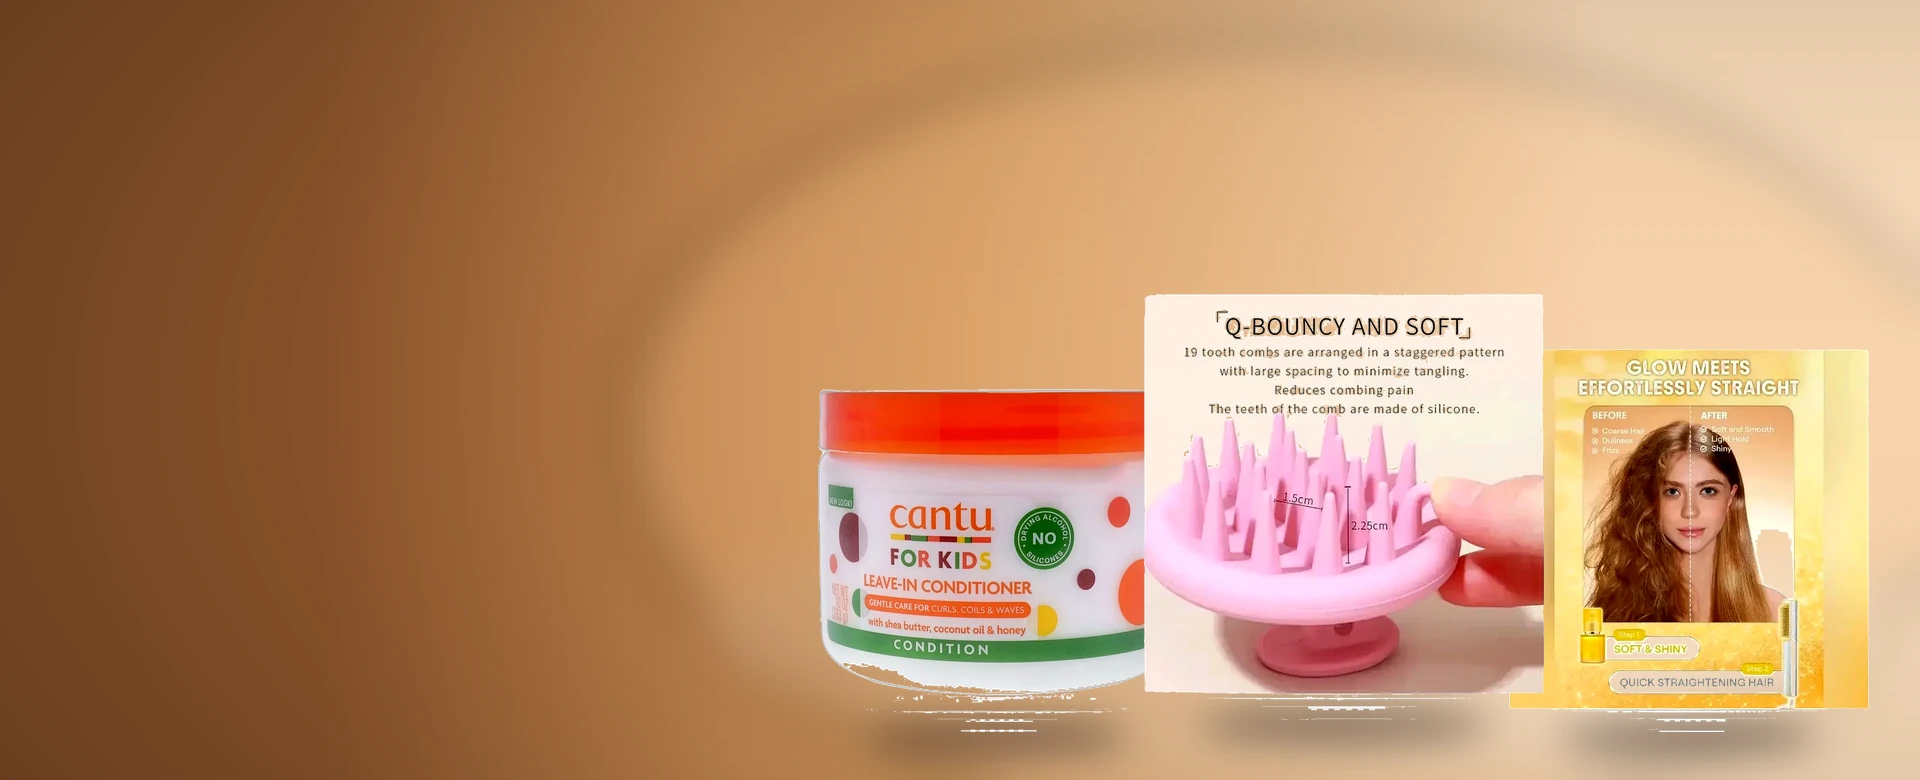 NEW LOOK!
cantu
FOR KIDS
DRYING ALCOHOL
NO
SILICONES
LEAVE-IN CONDITIONER
GENTLE CARE FOR CURLS, COILS & WAVES
with shea butter, coconut oil & honey
CONDITION
「Q-BOUNCY AND SOFT」
19 tooth combs are arranged in a staggered pattern
with large spacing to minimize tangling.
Reduces combing pain
The teeth of the comb are made of silicone.
1.5cm
2.25cm
GLOW MEETS
EFFORTLESSLY STRAIGHT
BEFORE
Coarse Hair
Dullness
Frizz
AFTER
Soft and Smooth
Light Hold
Shiny
Step 1
SOFT & SHINY
Step 2
QUICK STRAIGHTENING HAIR